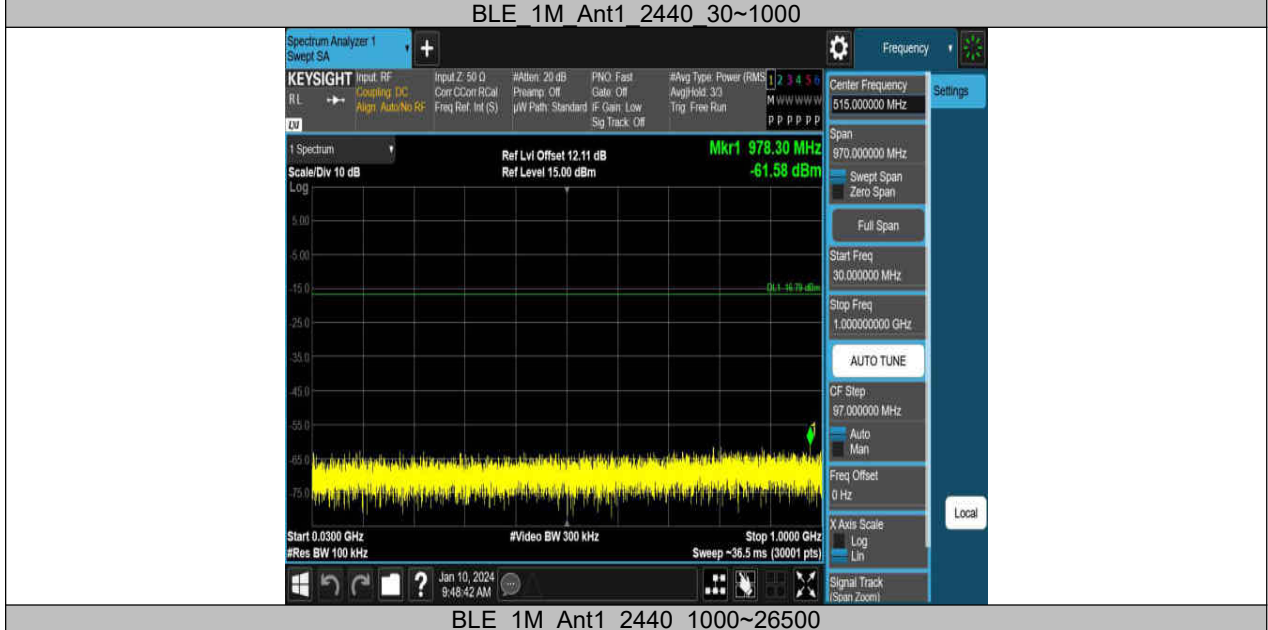 BLE_1M_Ant1_2440_30~1000
Spectrum Analyzer 1
Swept SA
+
Frequency
KEYSIGHT
RL
Input: RF
Coupling: DC
Align: Auto/No RF
Input Z: 50 Ω
Corr CCorr RCal
Freq Ref: Int (S)
#Atten: 20 dB
Preamp: Off
µW Path: Standard
PNO: Fast
Gate: Off
IF Gain: Low
Sig Track: Off
#Avg Type: Power (RMS
Avg|Hold: 3/3
Trig: Free Run
1 2 3 4 5 6
M W W W W W
P P P P P P
Center Frequency
515.000000 MHz
Settings
1 Spectrum
Scale/Div 10 dB
Log
Ref Lvl Offset 12.11 dB
Ref Level 15.00 dBm
Mkr1 978.30 MHz
-61.58 dBm
Span
970.000000 MHz
Swept Span
Zero Span
Full Span
Start Freq
30.000000 MHz
Stop Freq
1.000000000 GHz
AUTO TUNE
CF Step
97.000000 MHz
Auto
Man
Freq Offset
0 Hz
X Axis Scale
Log
Lin
Signal Track
(Span Zoom)
Local
5.00
-5.00
-15.0
DL1 -16.79 dBm
-25.0
-35.0
-45.0
-55.0
1
-65.0
-75.0
Start 0.0300 GHz
#Res BW 100 kHz
#Video BW 300 kHz
Stop 1.0000 GHz
Sweep ~36.5 ms (30001 pts)
?
Jan 10, 2024
9:48:42 AM
BLE_1M_Ant1_2440_1000~26500